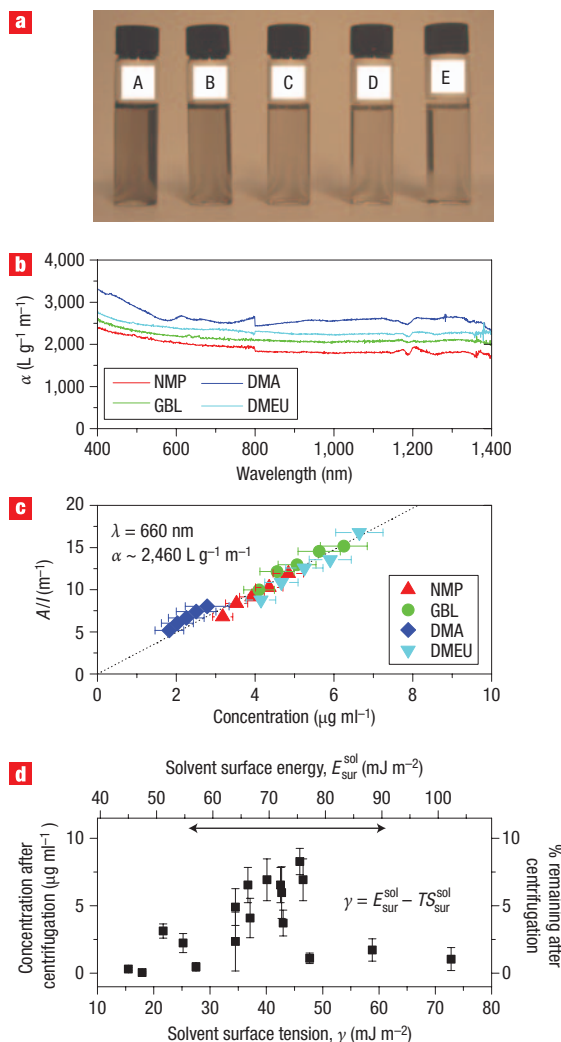 a
A B C D E
b
4,000
3,000
2,000
1,000
0
α (L g⁻¹ m⁻¹)
NMP DMA
GBL DMEU
400 600 800 1,000 1,200 1,400
Wavelength (nm)
c
20
15
10
5
0
A/l (m⁻¹)
λ = 660 nm
α ~ 2,460 L g⁻¹ m⁻¹
NMP
GBL
DMA
DMEU
0 2 4 6 8 10
Concentration (μg ml⁻¹)
d
Solvent surface energy, E_sur^sol (mJ m⁻²)
40 50 60 70 80 90 100
Concentration after
centrifugation (μg ml⁻¹)
10
5
0
γ = E_sur^sol − TS_sur^sol
10
5
0
% remaining after
centrifugation
10 20 30 40 50 60 70 80
Solvent surface tension, γ (mJ m⁻²)